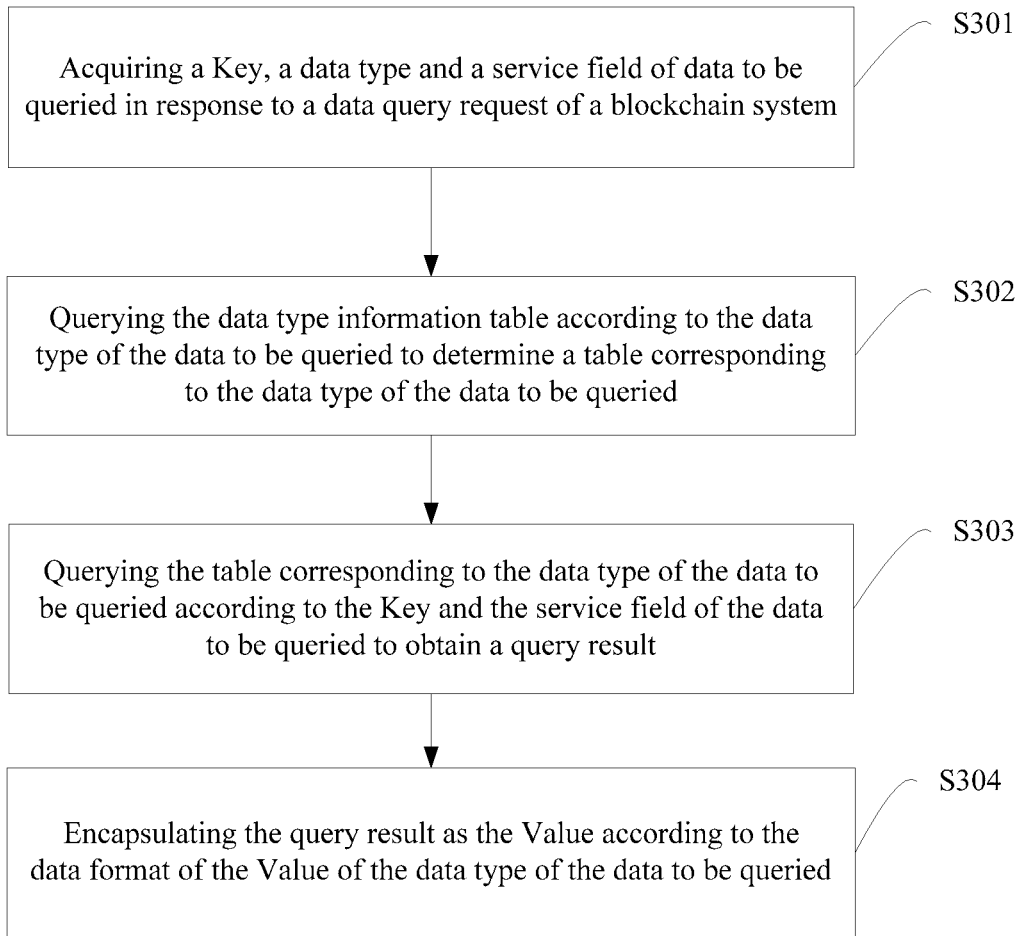 S301
Acquiring a Key, a data type and a service field of data to be
queried in response to a data query request of a blockchain system
S302
Querying the data type information table according to the data
type of the data to be queried to determine a table corresponding
to the data type of the data to be queried
S303
Querying the table corresponding to the data type of the data to
be queried according to the Key and the service field of the data
to be queried to obtain a query result
S304
Encapsulating the query result as the Value according to the
data format of the Value of the data type of the data to be queried